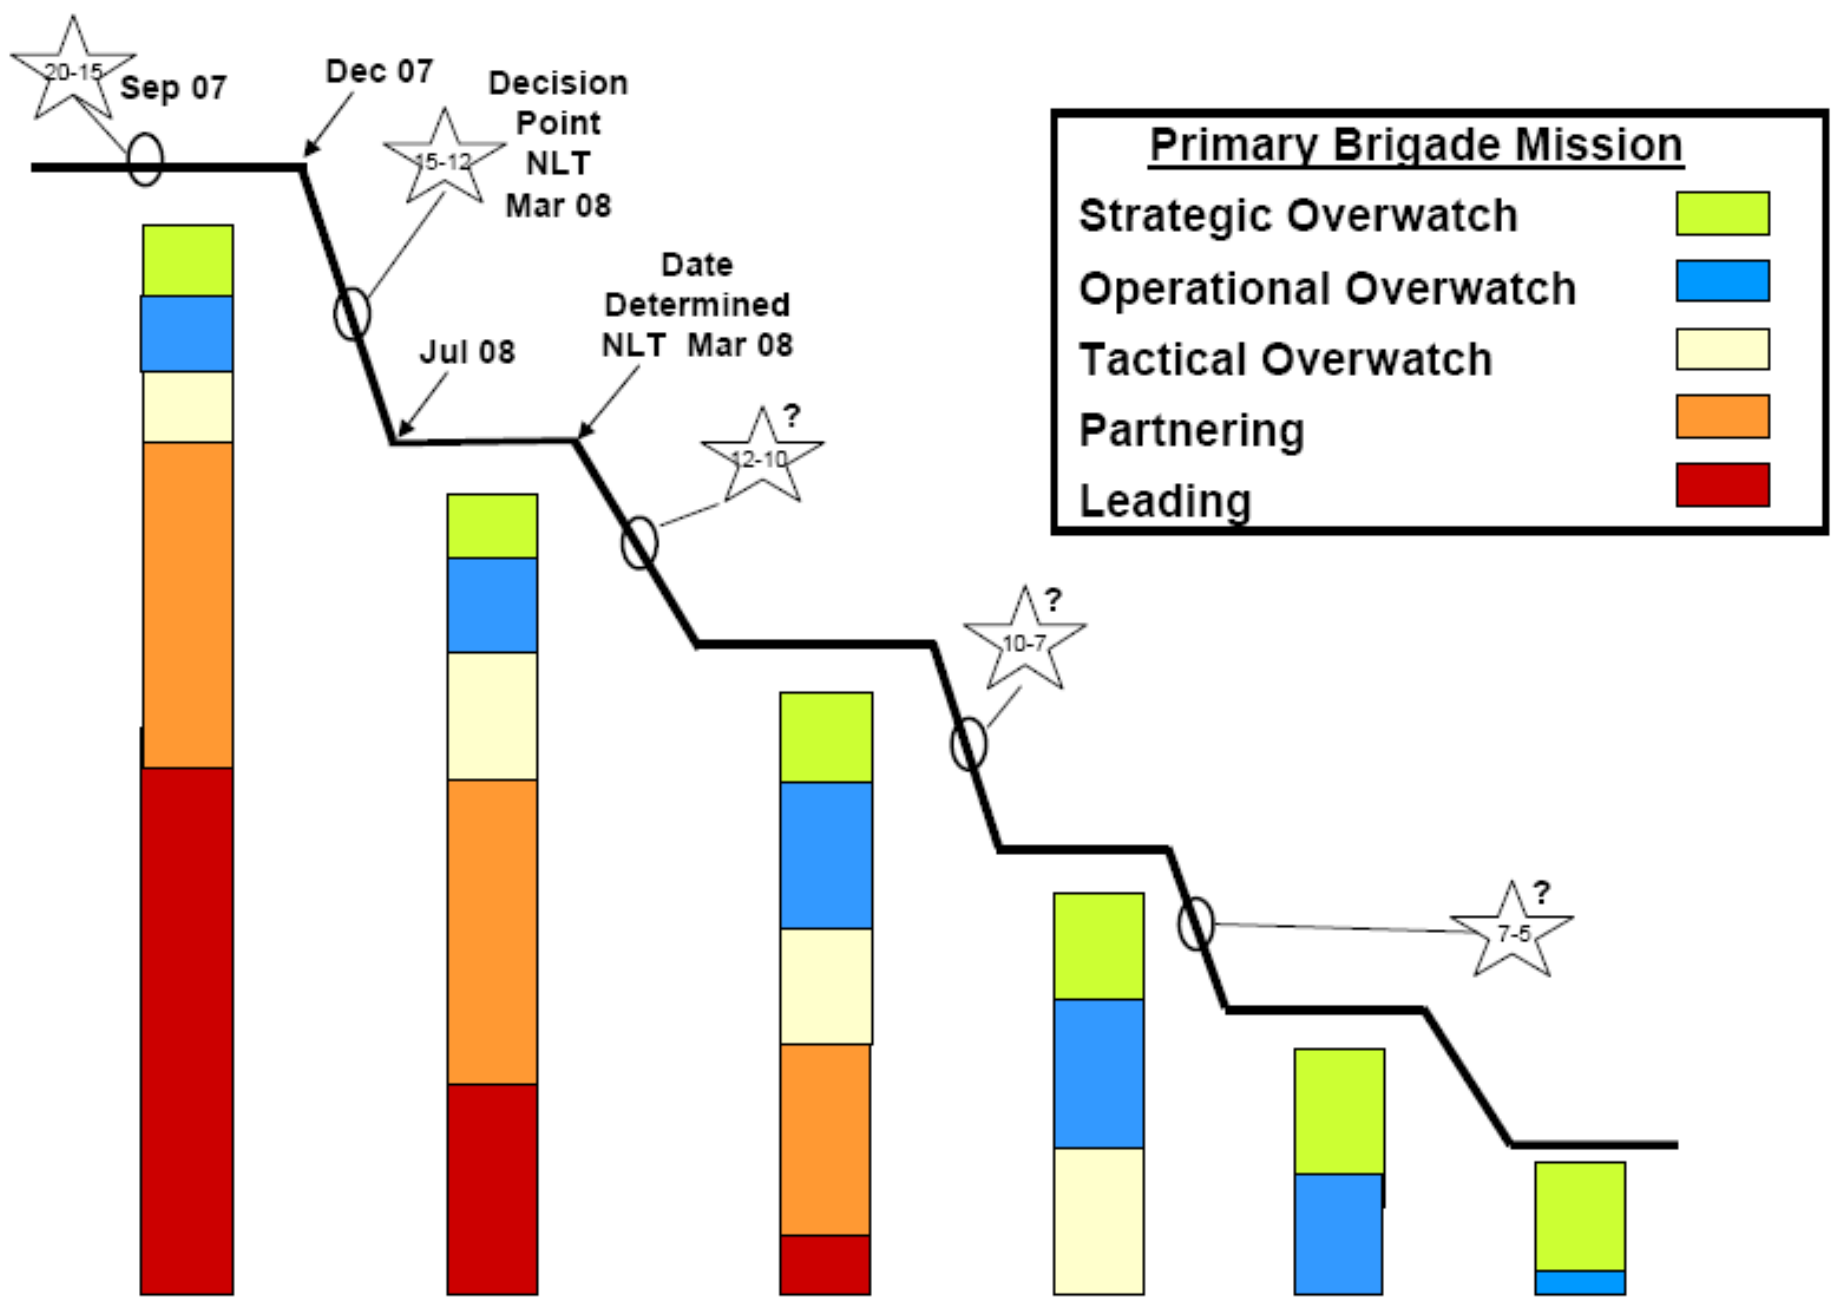 20-15
Sep 07
Dec 07
15-12
Decision
Point
NLT
Mar 08
Jul 08
Date
Determined
NLT Mar 08
?
12-10
?
10-7
?
7-5
Primary Brigade Mission
Strategic Overwatch
Operational Overwatch
Tactical Overwatch
Partnering
Leading